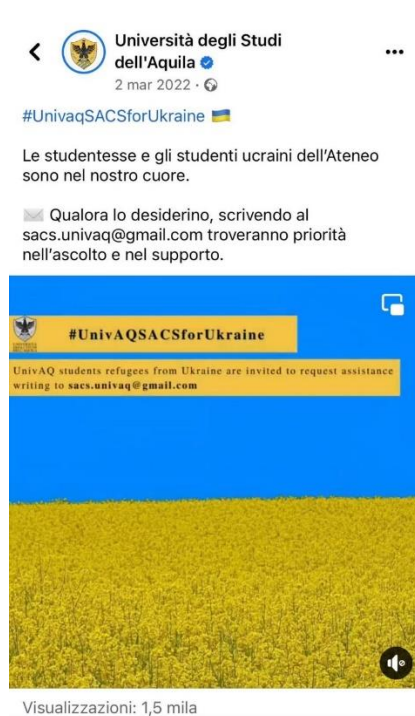 Università degli Studi
dell'Aquila
2 mar 2022 ·
#UnivaqSACSforUkraine 🇺🇦
Le studentesse e gli studenti ucraini dell'Ateneo
sono nel nostro cuore.
✉️ Qualora lo desiderino, scrivendo al
sacs.univaq@gmail.com troveranno priorità
nell'ascolto e nel supporto.
#UnivAQSACSforUkraine
UnivAQ students refugees from Ukraine are invited to request assistance
writing to sacs.univaq@gmail.com
Visualizzazioni: 1,5 mila